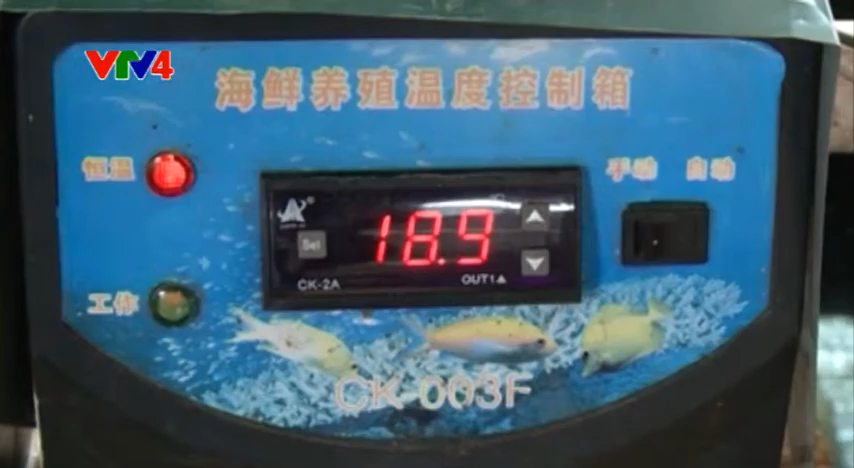 VTV4
海鲜养殖温度控制箱
恒温
手动 自动
®
Sel
18.9
CK-2A
OUT1▲
工作
CK-003F